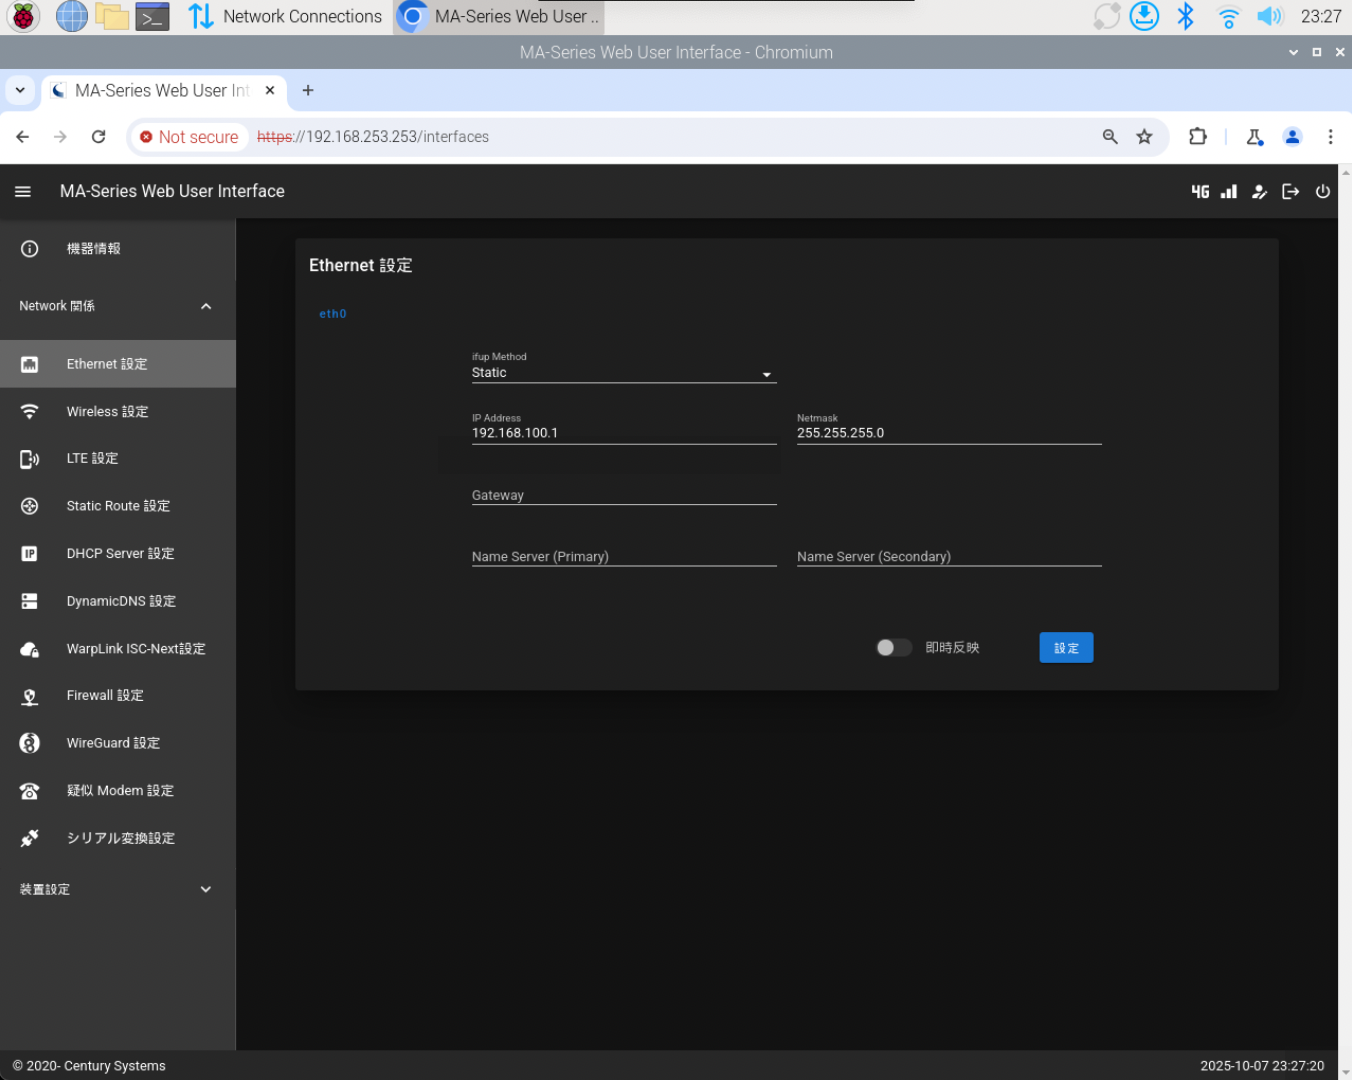 Network Connections
MA-Series Web User ..
23:27
MA-Series Web User Interface - Chromium
MA-Series Web User Int
Not secure
https://192.168.253.253/interfaces
MA-Series Web User Interface
4G
機器情報
Network 関係
Ethernet 設定
Wireless 設定
LTE 設定
Static Route 設定
IP
DHCP Server 設定
DynamicDNS 設定
WarpLink ISC-Next設定
Firewall 設定
WireGuard 設定
疑似 Modem 設定
シリアル変換設定
装置設定
Ethernet 設定
eth0
ifup Method
Static
IP Address
192.168.100.1
Netmask
255.255.255.0
Gateway
Name Server (Primary)
Name Server (Secondary)
即時反映
設定
© 2020- Century Systems
2025-10-07 23:27:20